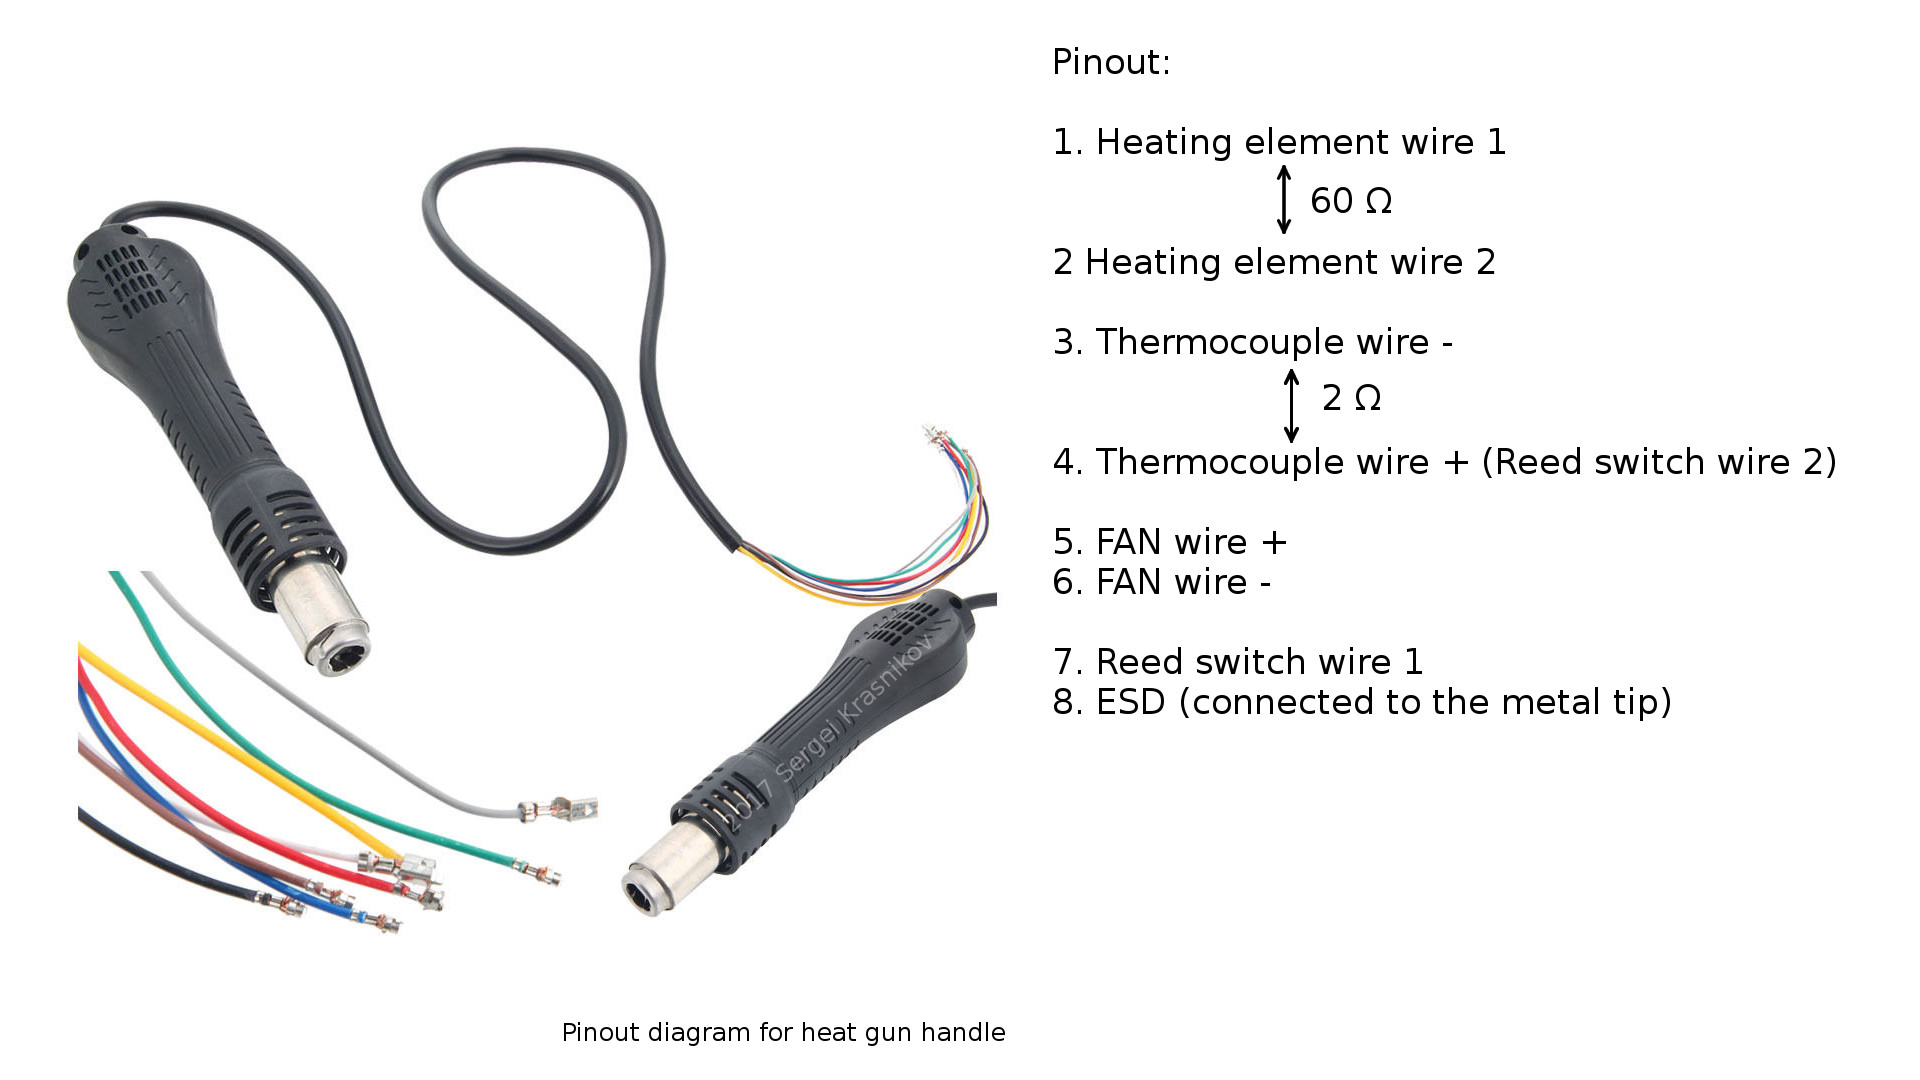 Pinout:
1. Heating element wire 1
60 Ω
2 Heating element wire 2
3. Thermocouple wire -
2 Ω
4. Thermocouple wire + (Reed switch wire 2)
5. FAN wire +
6. FAN wire -
7. Reed switch wire 1
8. ESD (connected to the metal tip)
2017 Sergei Krasnikov
Pinout diagram for heat gun handle